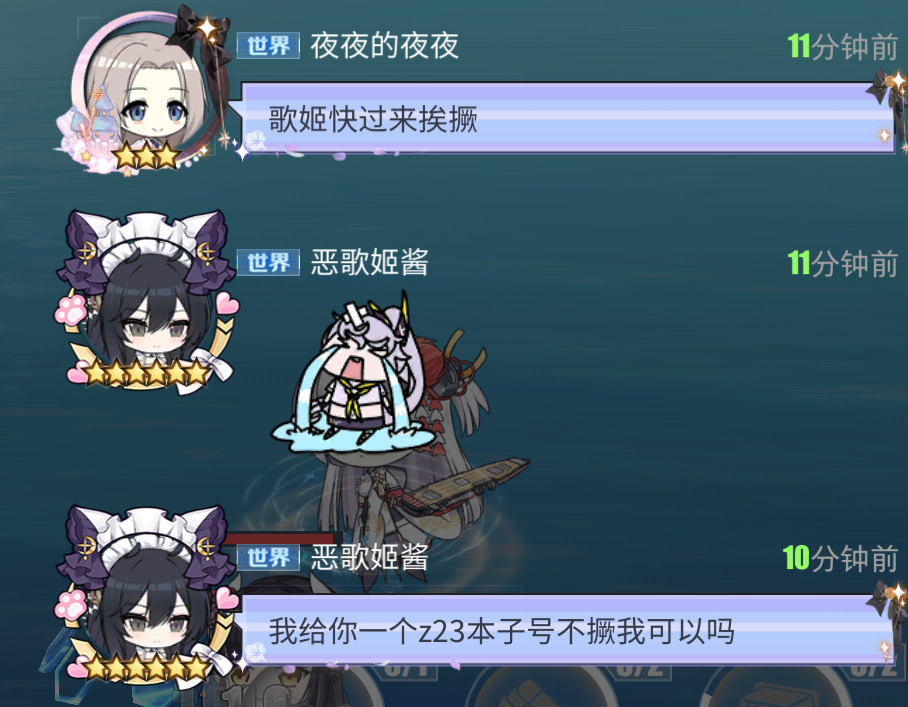 世界 夜夜的夜夜 11分钟前
歌姬快过来挨撅
世界 恶歌姬酱 11分钟前
世界 恶歌姬酱 10分钟前
我给你一个z23本子号不撅我可以吗